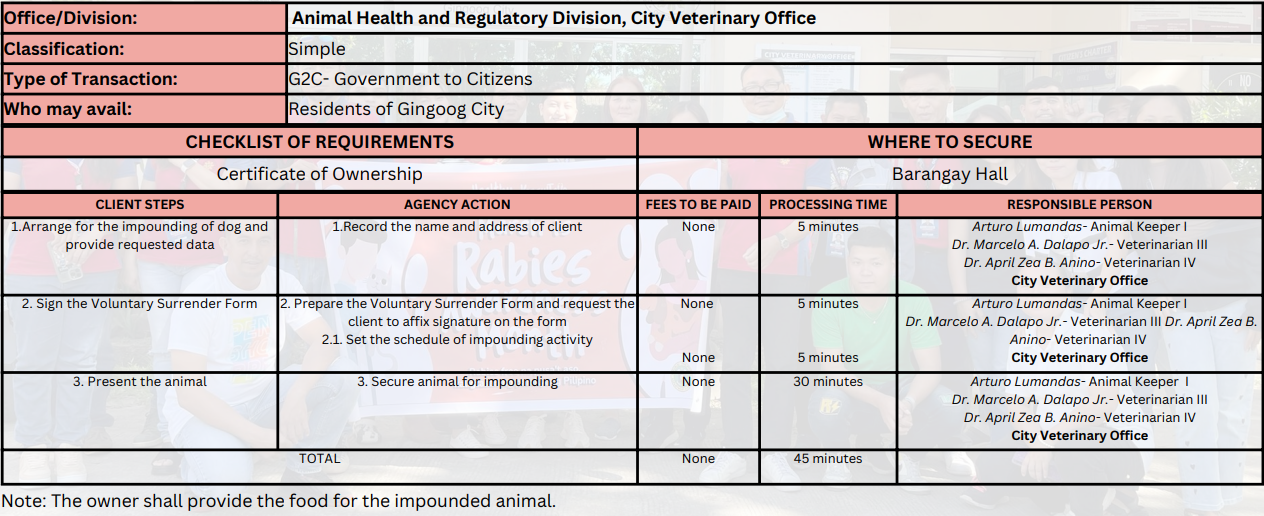 Office/Division: Animal Health and Regulatory Division, City Veterinary Office
Classification: Simple
Type of Transaction: G2C- Government to Citizens
Who may avail: Residents of Gingoog City
CHECKLIST OF REQUIREMENTS WHERE TO SECURE
Certificate of Ownership Barangay Hall
CLIENT STEPS AGENCY ACTION FEES TO BE PAID PROCESSING TIME RESPONSIBLE PERSON
1.Arrange for the impounding of dog and 1.Record the name and address of client None 5 minutes Arturo Lumandas- Animal Keeper I
provide requested data Dr. Marcelo A. Dalapo Jr.- Veterinarian III
Dr. April Zea B. Anino- Veterinarian IV
City Veterinary Office
2. Sign the Voluntary Surrender Form 2. Prepare the Voluntary Surrender Form and request the None 5 minutes Arturo Lumandas- Animal Keeper I
client to affix signature on the form Dr. Marcelo A. Dalapo Jr.- Veterinarian III Dr. April Zea B.
2.1. Set the schedule of impounding activity Anino- Veterinarian IV
None 5 minutes City Veterinary Office
3. Present the animal 3. Secure animal for impounding None 30 minutes Arturo Lumandas- Animal Keeper I
Dr. Marcelo A. Dalapo Jr.- Veterinarian III
Dr. April Zea B. Anino- Veterinarian IV
City Veterinary Office
TOTAL None 45 minutes
Note: The owner shall provide the food for the impounded animal.
Rabies